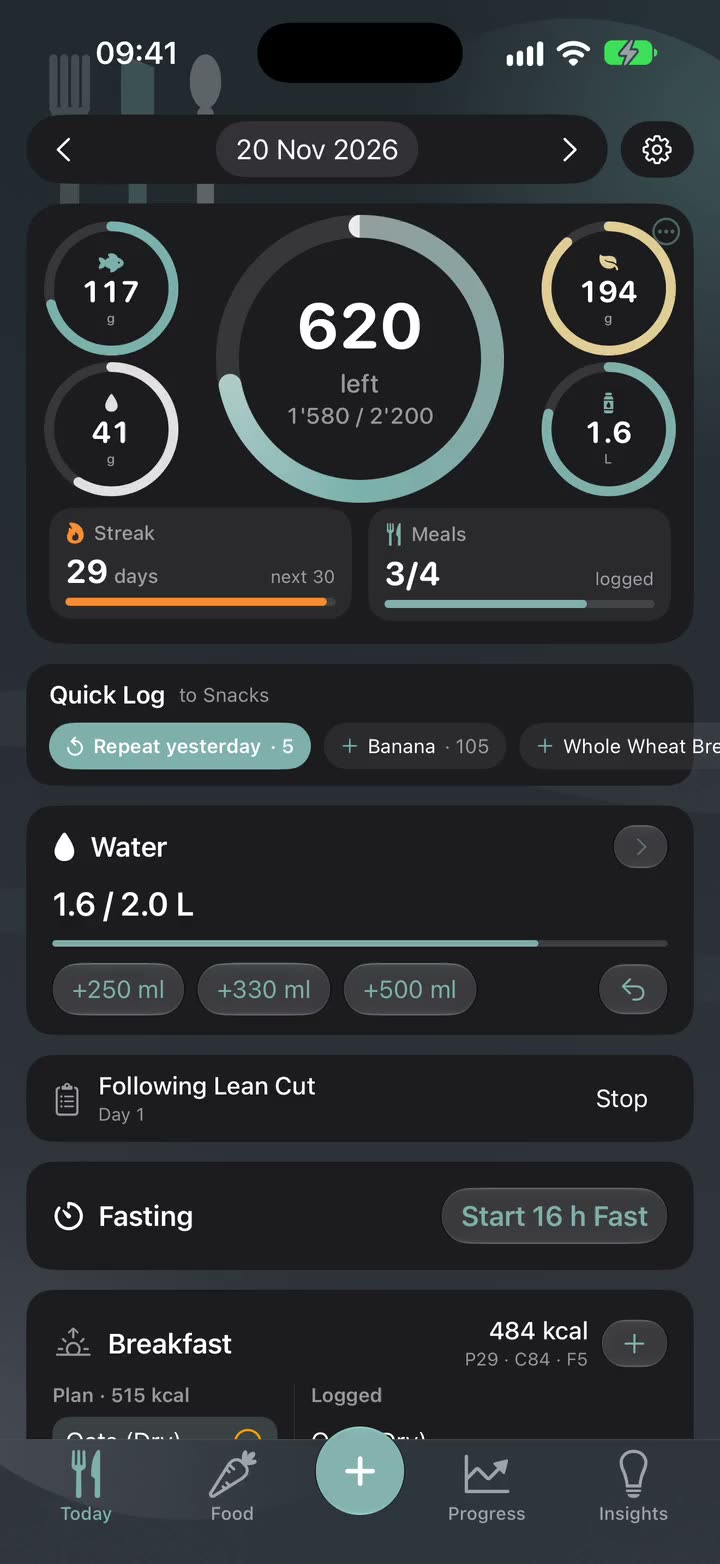 09:41
20 Nov 2026
117
g
41
g
620
left
1'580 / 2'200
194
g
1.6
L
Streak
29 days
next 30
Meals
3/4
logged
Quick Log to Snacks
Repeat yesterday · 5
Banana · 105
Whole Wheat Bre
Water
1.6 / 2.0 L
+250 ml
+330 ml
+500 ml
Following Lean Cut
Day 1
Stop
Fasting
Start 16 h Fast
Breakfast
484 kcal
P29 · C84 · F5
Plan · 515 kcal
Logged
Oats (Dry)
Today
Food
Progress
Insights